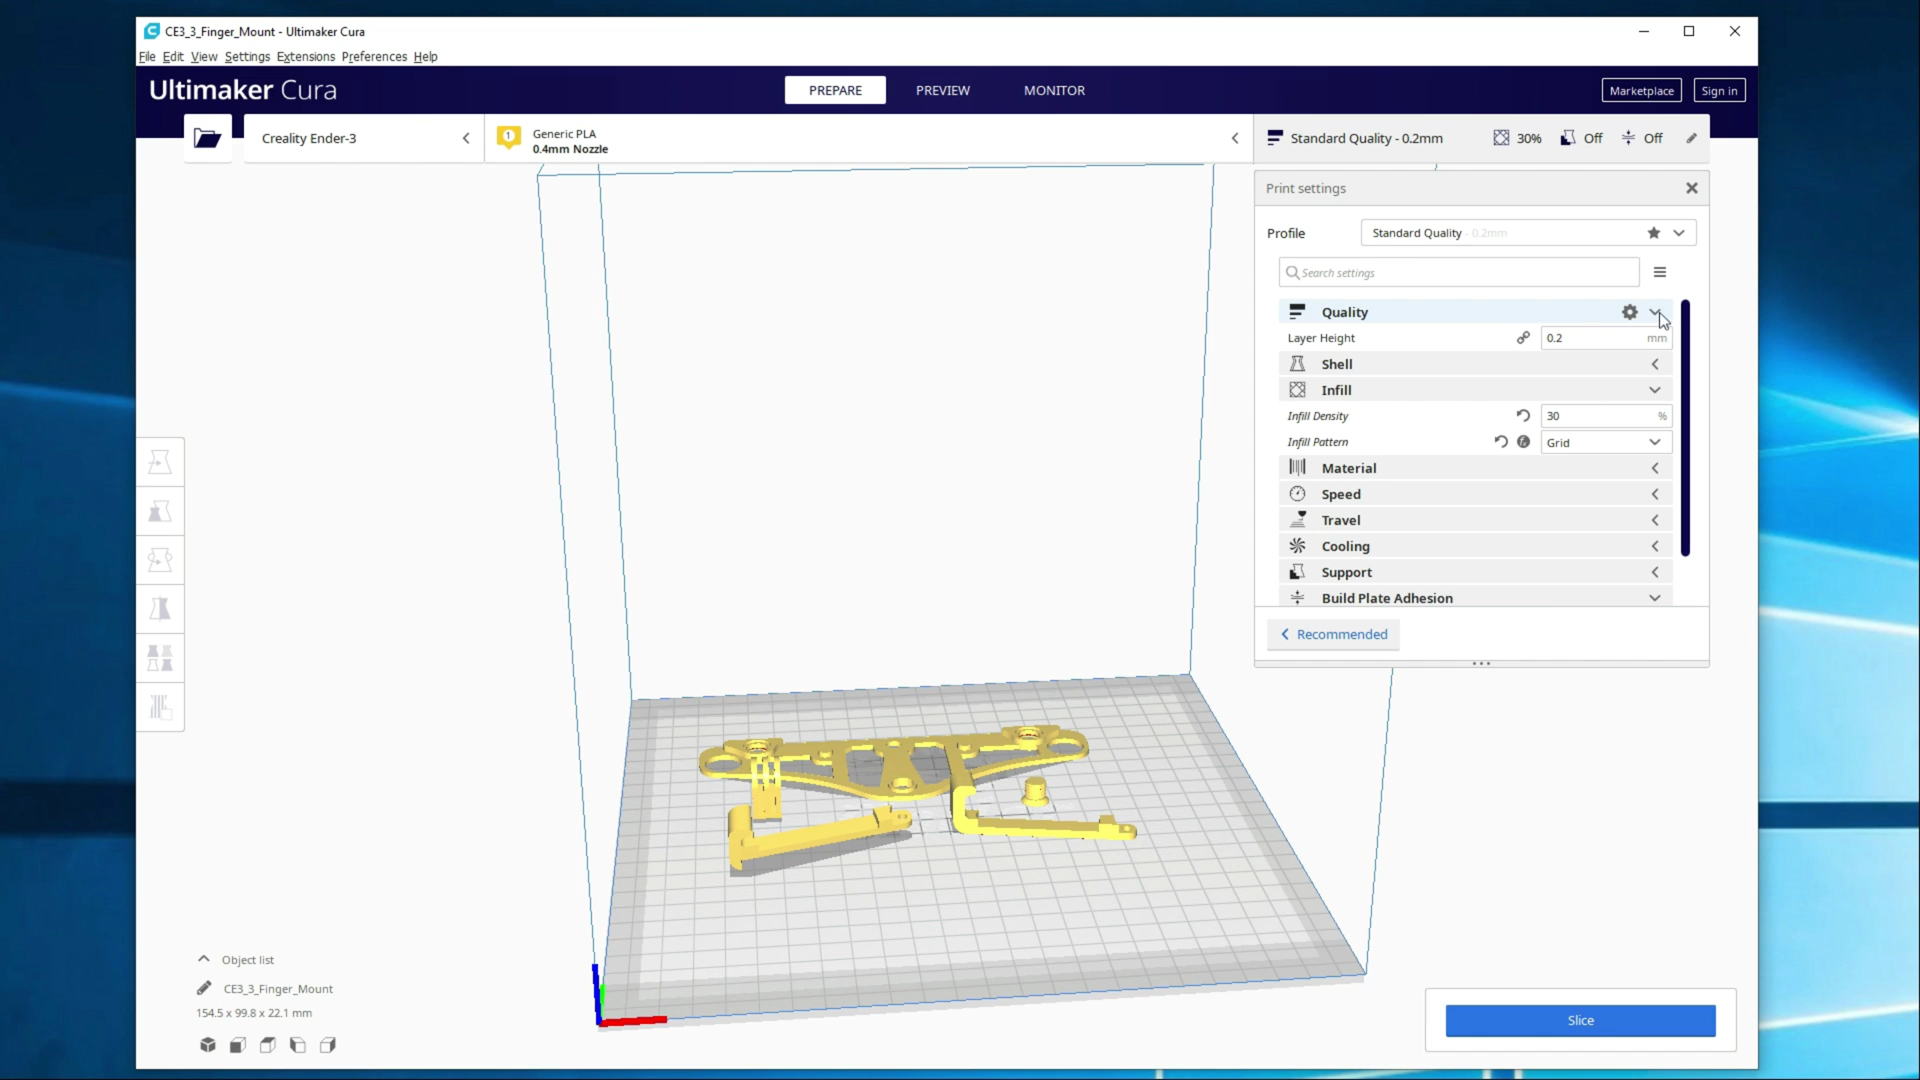 CE3_3_Finger_Mount - Ultimaker Cura
File Edit View Settings Extensions Preferences Help
Ultimaker Cura
PREPARE
PREVIEW
MONITOR
Marketplace
Sign in
Creality Ender-3
1
Generic PLA
0.4mm Nozzle
Standard Quality - 0.2mm
30%
Off
Off
Print settings
Profile
Standard Quality - 0.2mm
Search settings
Quality
Layer Height
0.2
mm
Shell
Infill
Infill Density
30
%
Infill Pattern
Grid
Material
Speed
Travel
Cooling
Support
Build Plate Adhesion
Recommended
Object list
CE3_3_Finger_Mount
154.5 x 99.8 x 22.1 mm
Slice